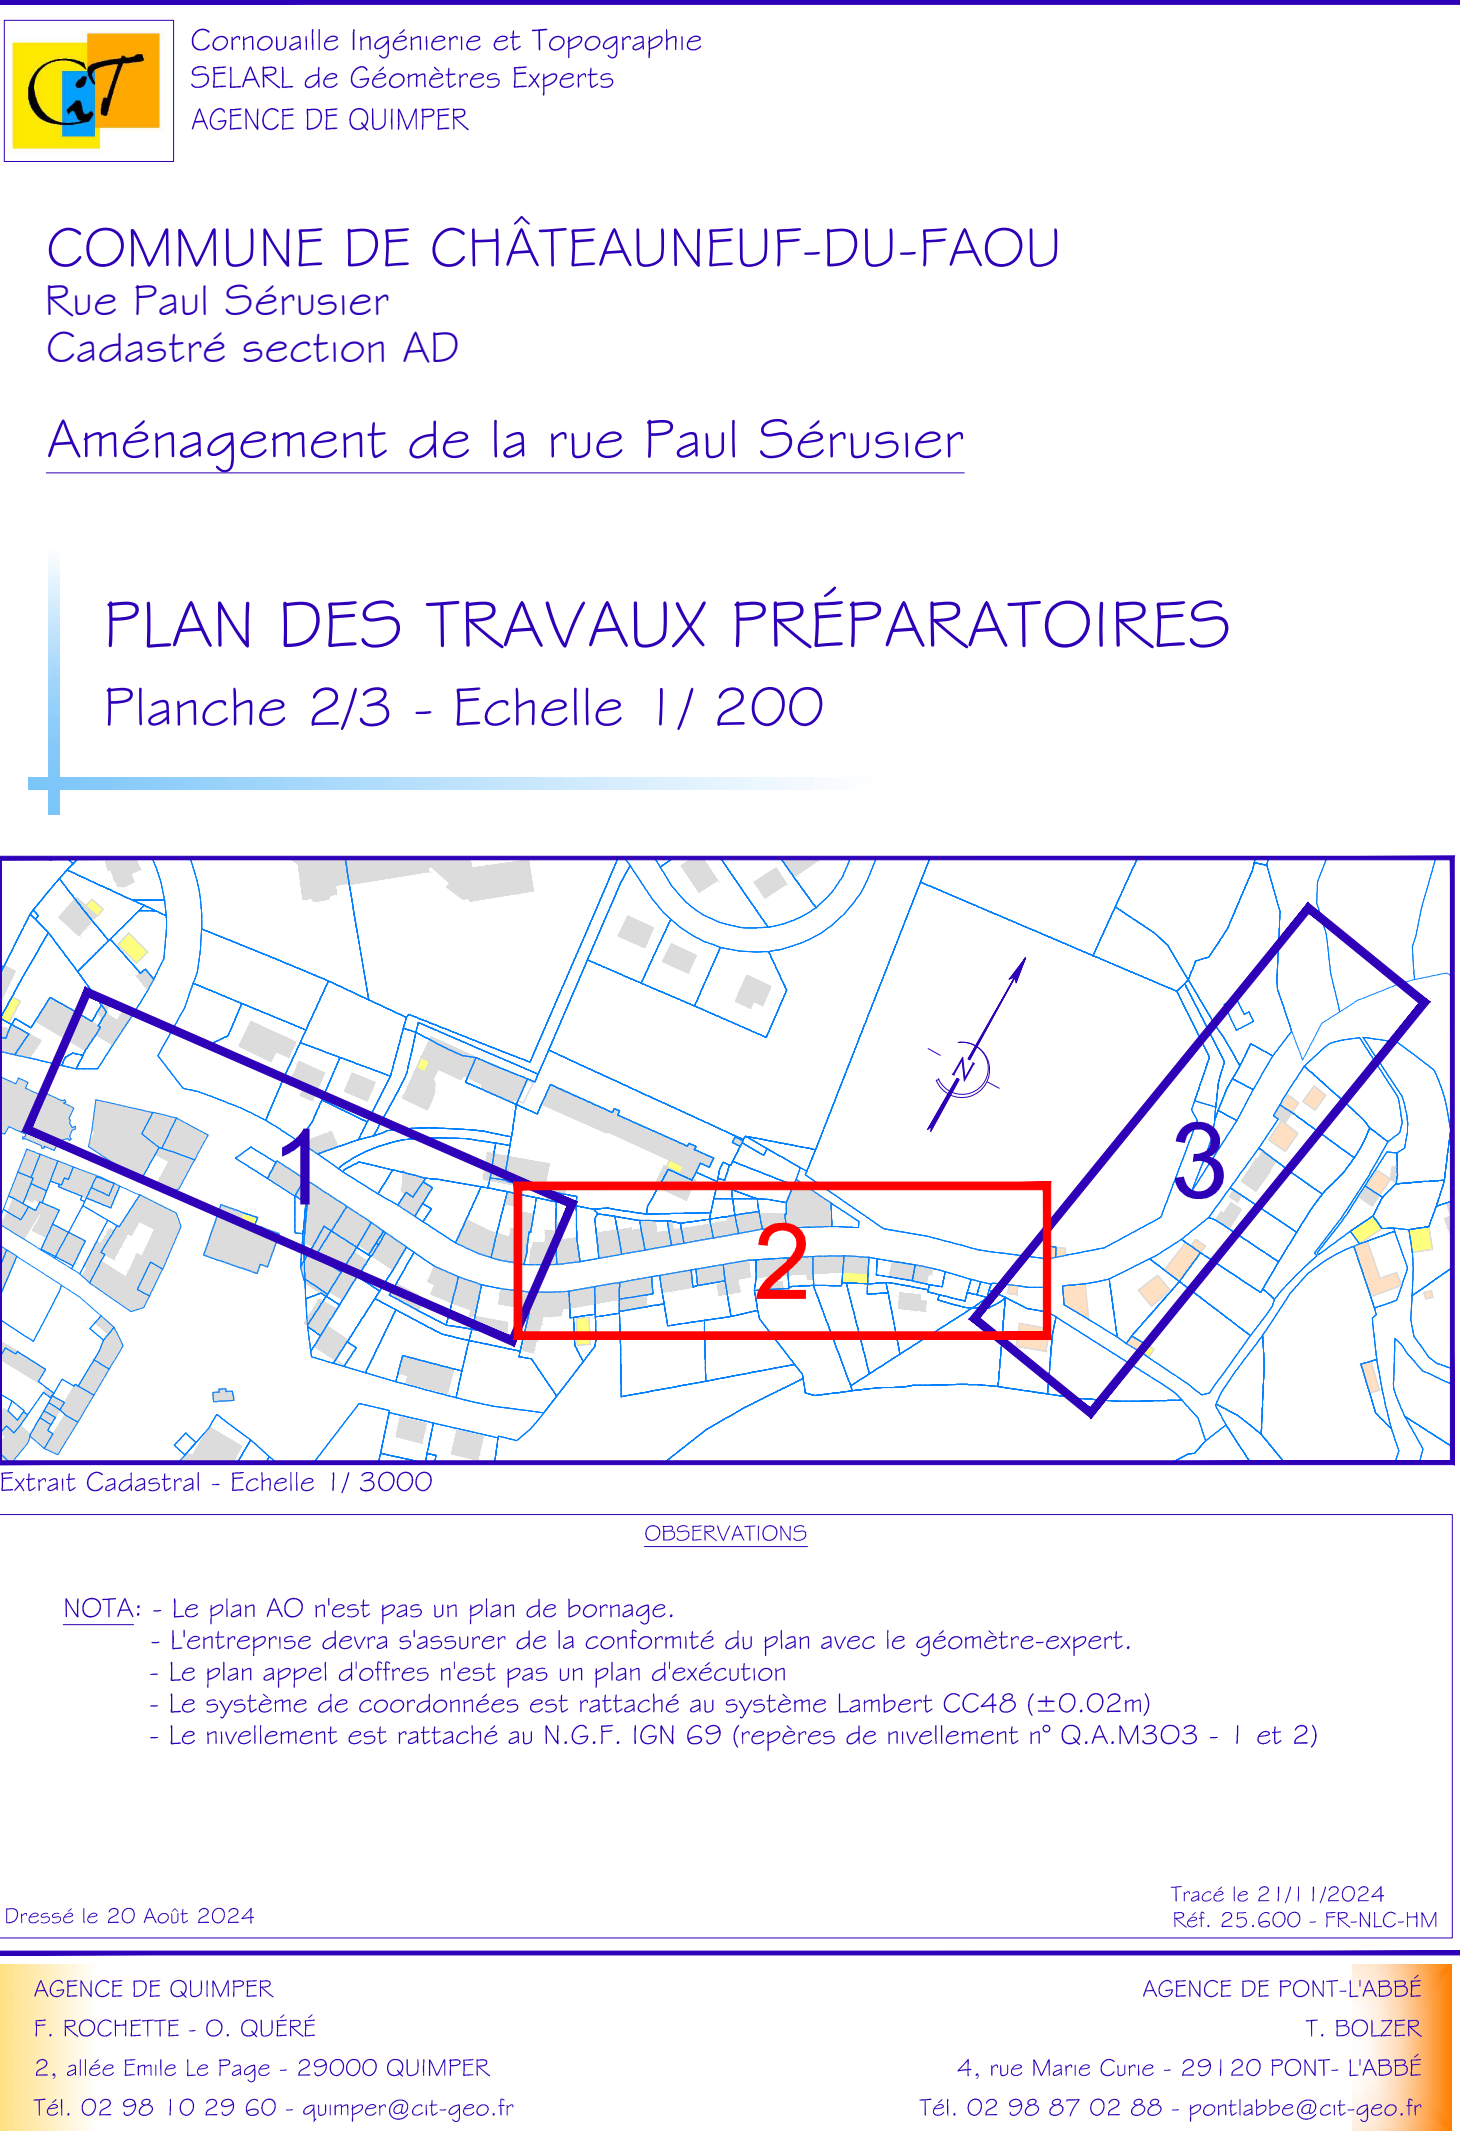 CiT
Cornouaille Ingénierie et Topographie
SELARL de Géomètres Experts
AGENCE DE QUIMPER
COMMUNE DE CHÂTEAUNEUF-DU-FAOU
Rue Paul Sérusier
Cadastré section AD
Aménagement de la rue Paul Sérusier
PLAN DES TRAVAUX PRÉPARATOIRES
Planche 2/3 - Echelle 1/ 200
N
1
2
3
Extrait Cadastral - Echelle 1/ 3000
OBSERVATIONS
NOTA: - Le plan AO n'est pas un plan de bornage.
- L'entreprise devra s'assurer de la conformité du plan avec le géomètre-expert.
- Le plan appel d'offres n'est pas un plan d'exécution
- Le système de coordonnées est rattaché au système Lambert CC48 (±0.02m)
- Le nivellement est rattaché au N.G.F. IGN 69 (repères de nivellement n° Q.A.M3O3 - 1 et 2)
Tracé le 21/11/2024
Dressé le 20 Août 2024
Réf. 25.600 - FR-NLC-HM
AGENCE DE QUIMPER
F. ROCHETTE - O. QUÉRÉ
2, allée Emile Le Page - 29000 QUIMPER
Tél. 02 98 10 29 60 - quimper@cit-geo.fr
AGENCE DE PONT-L'ABBÉ
T. BOLZER
4, rue Marie Curie - 29120 PONT- L'ABBÉ
Tél. 02 98 87 02 88 - pontlabbe@cit-geo.fr